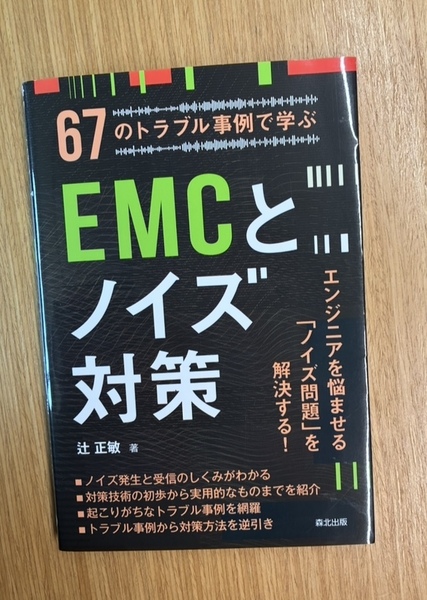 67のトラブル事例で学ぶ
EMCと
ノイズ
対策
エンジニアを悩ませる
「ノイズ問題」を
解決する!
辻 正敏 著
■ノイズ発生と受信のしくみがわかる
■対策技術の初歩から実用的なものまでを紹介
■起こりがちなトラブル事例を網羅
■トラブル事例から対策方法を逆引き
森北出版